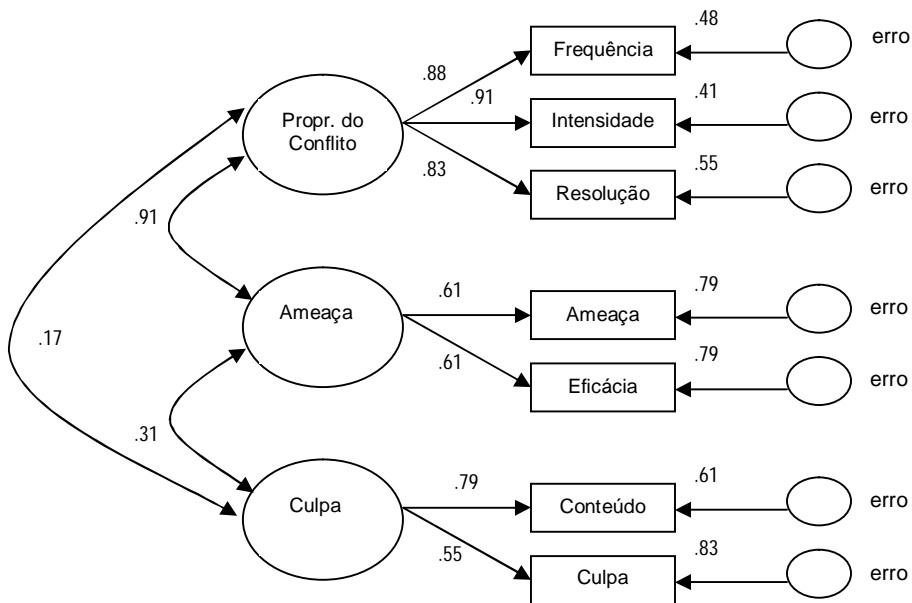 .48
erro
Frequência
.88
.91
.41
Propr. do
Conflito
Intensidade
erro
.83
.55
Resolução
erro
.91
.79
.61
Ameaça
Ameaça
erro
.17
.61
.79
Eficácia
erro
.31
.79
.61
Culpa
Conteúdo
erro
.55
.83
Culpa
erro